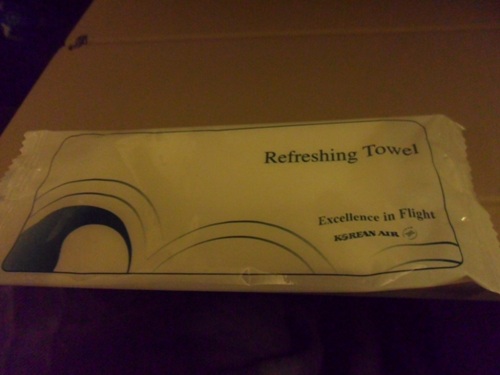 Refreshing Towel
Excellence in Flight
KOREAN AIR